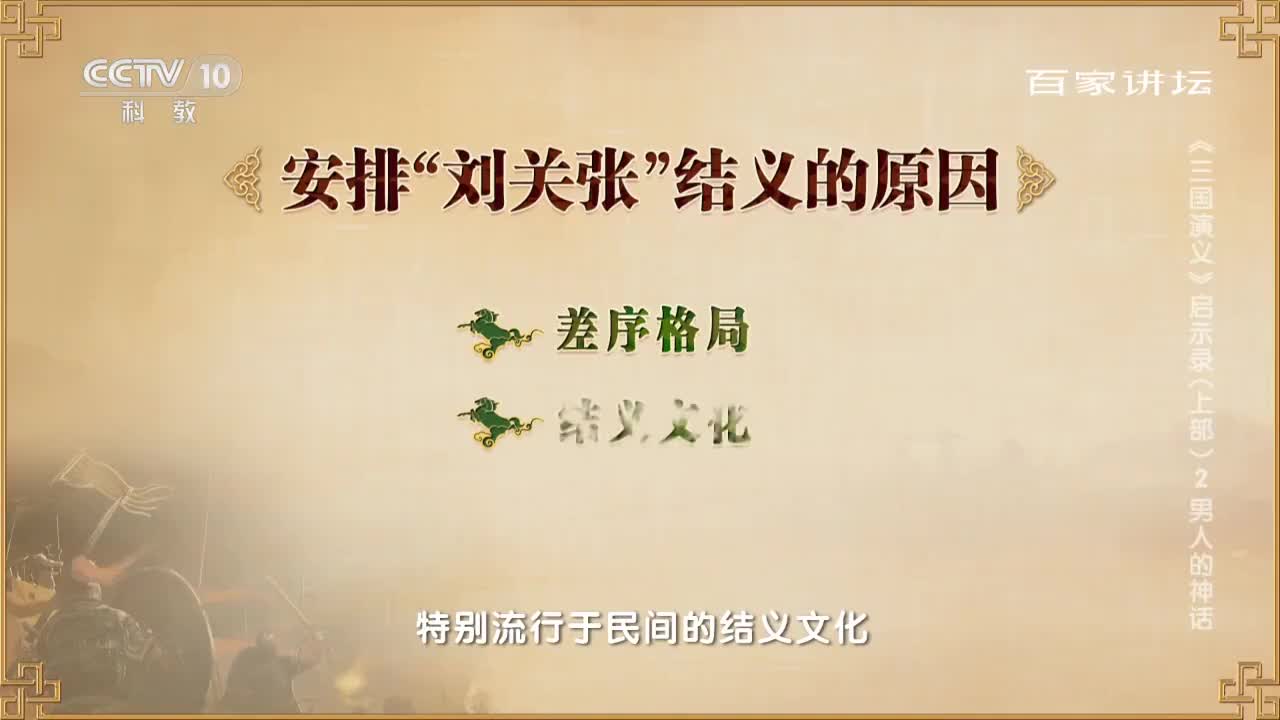 CCTV/10
科教
百家讲坛
安排“刘关张”结义的原因
差序格局
结义文化
特别流行于民间的结义文化
《三国演义》启示录(上部) 2 男人的神话